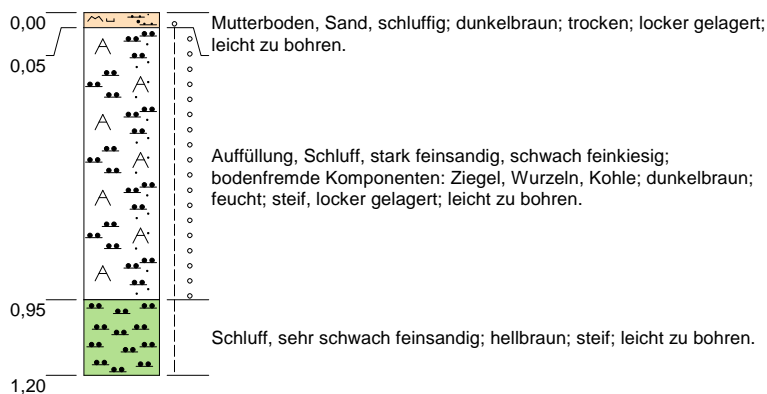 0,00
Mutterboden, Sand, schluffig; dunkelbraun; trocken; locker gelagert;
leicht zu bohren.
0,05
Auffüllung, Schluff, stark feinsandig, schwach feinkiesig;
bodenfremde Komponenten: Ziegel, Wurzeln, Kohle; dunkelbraun;
feucht; steif, locker gelagert; leicht zu bohren.
0,95
Schluff, sehr schwach feinsandig; hellbraun; steif; leicht zu bohren.
1,20